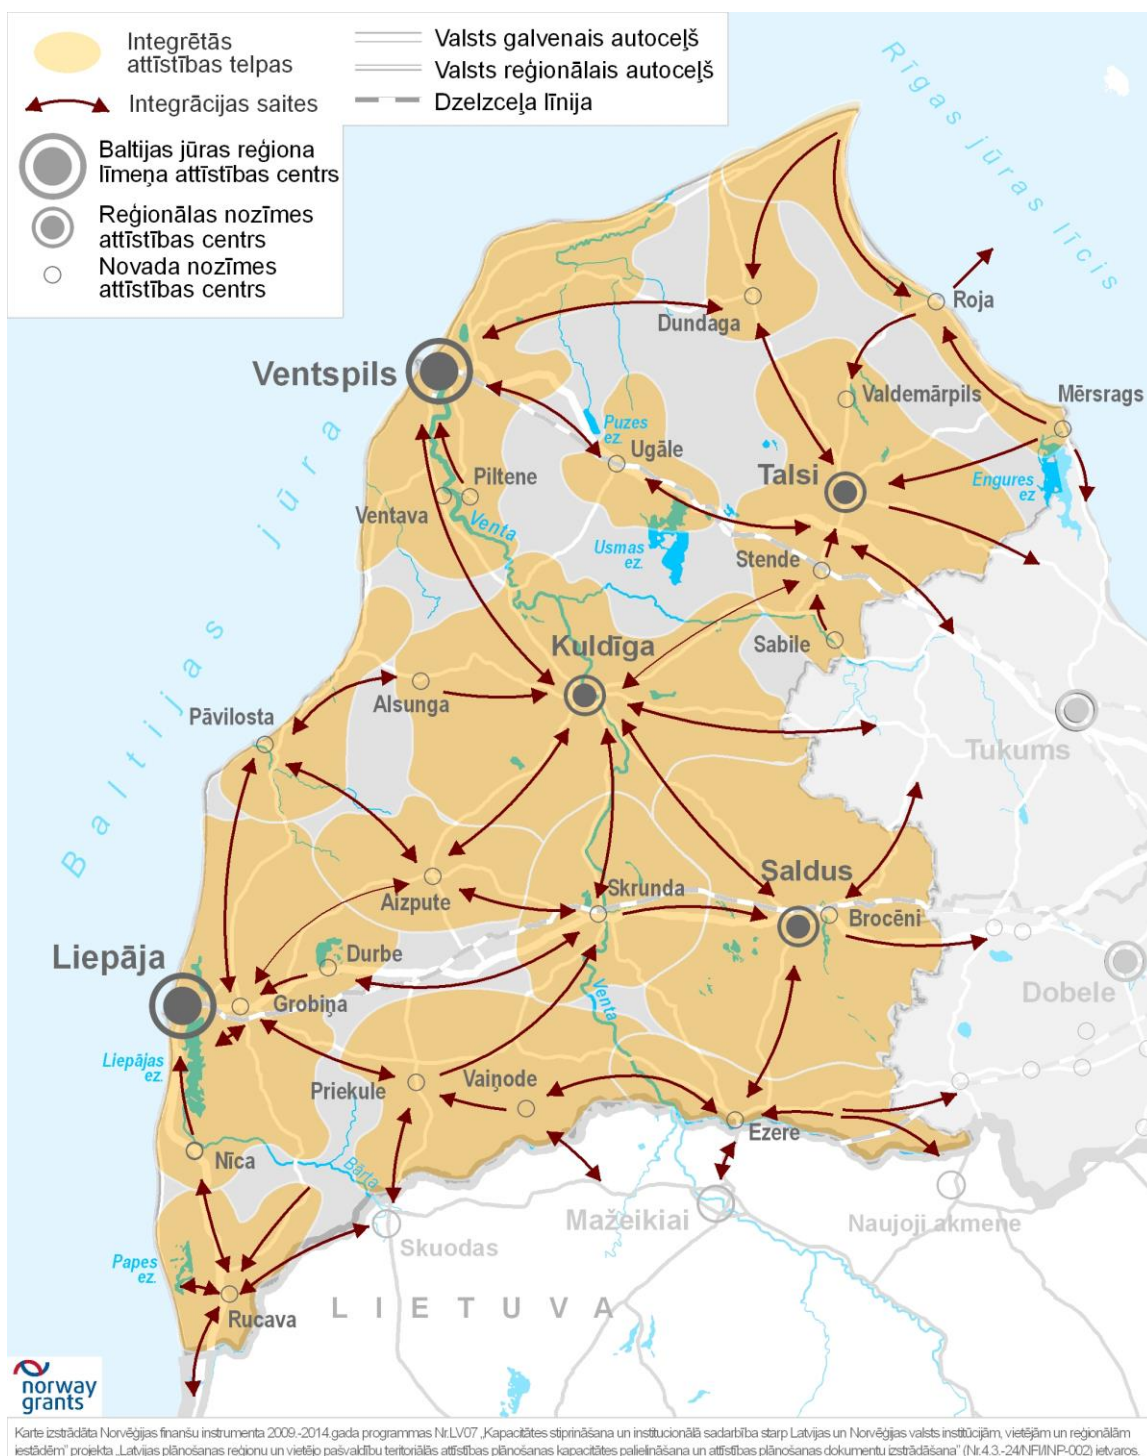 Integrētās
attīstības telpas
Integrācijas saites
Baltijas jūras reģiona
līmeņa attīstības centrs
Reģionālas nozīmes
attīstības centrs
Novada nozīmes
attīstības centrs
Valsts galvenais autoceļš
Valsts reģionālais autoceļš
Dzelzceļa līnija
Rīgas jūras līcis
Baltijas jūra
Roja
Dundaga
Ventspils
Valdemārpils
Mērsrags
Puzes
ez.
Ugāle
Talsi
Engures
ez
Piltene
Ventava
Venta
Usmas
ez.
Stende
Sabile
Kuldīga
Alsunga
Pāvilosta
Tukums
Saldus
Skrunda
Aizpute
Brocēni
Durbe
Liepāja
Grobiņa
Dobele
Venta
Liepājas
ez.
Priekule
Vaiņode
Ezere
Nīca
Bārta
Mažeikiai
Naujoji akmene
Skuodas
Papes
ez.
Rucava
LIETUVA
norway
grants
Karte izstrādāta Norvēģijas finanšu instrumenta 2009.-2014.gada programmas Nr.LV07 „Kapacitātes stiprināšana un institucionālā sadarbība starp Latvijas un Norvēģijas valsts institūcijām, vietējām un reģionālām
iestādēm” projekta „Latvijas plānošanas reģionu un vietējo pašvaldību teritoriālās attīstības plānošanas kapacitātes palielināšana un attīstības plānošanas dokumentu izstrādāšana” (Nr.4.3.-24/NFI/INP-002) ietvaros